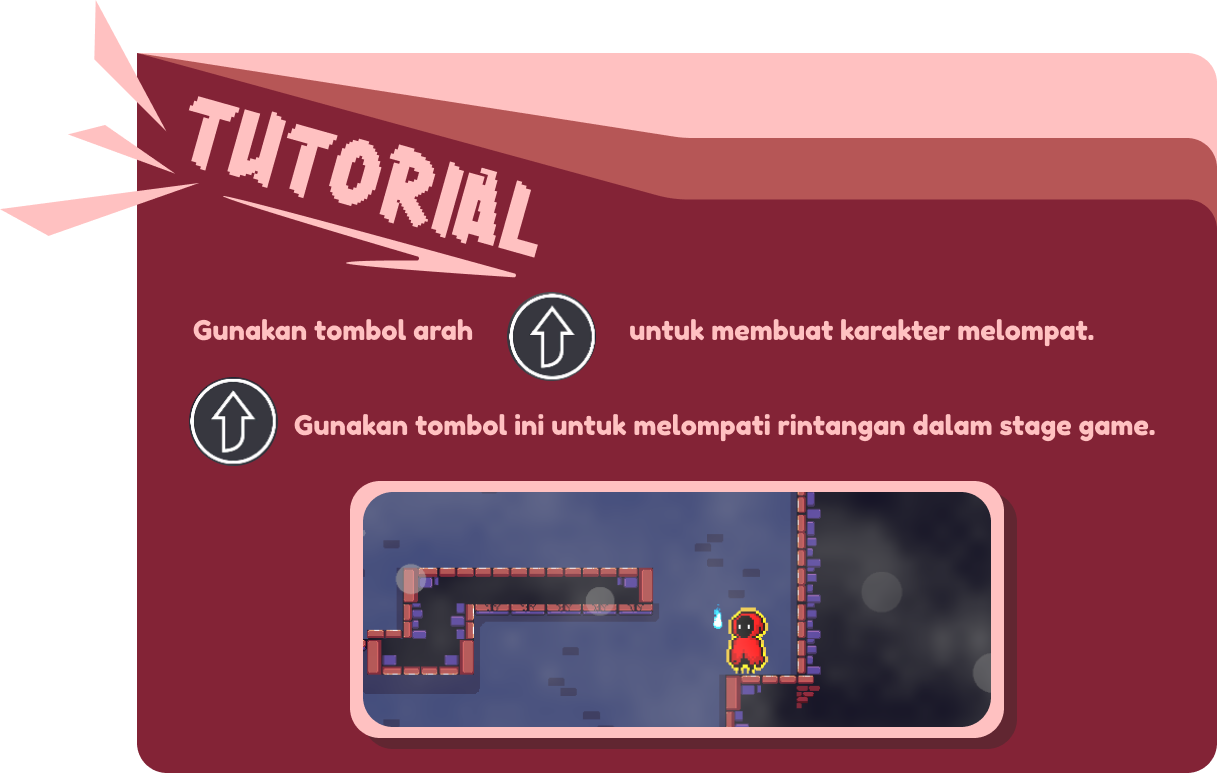 TUTORIAL
Gunakan tombol arah untuk membuat karakter melompat.
Gunakan tombol ini untuk melompati rintangan dalam stage game.